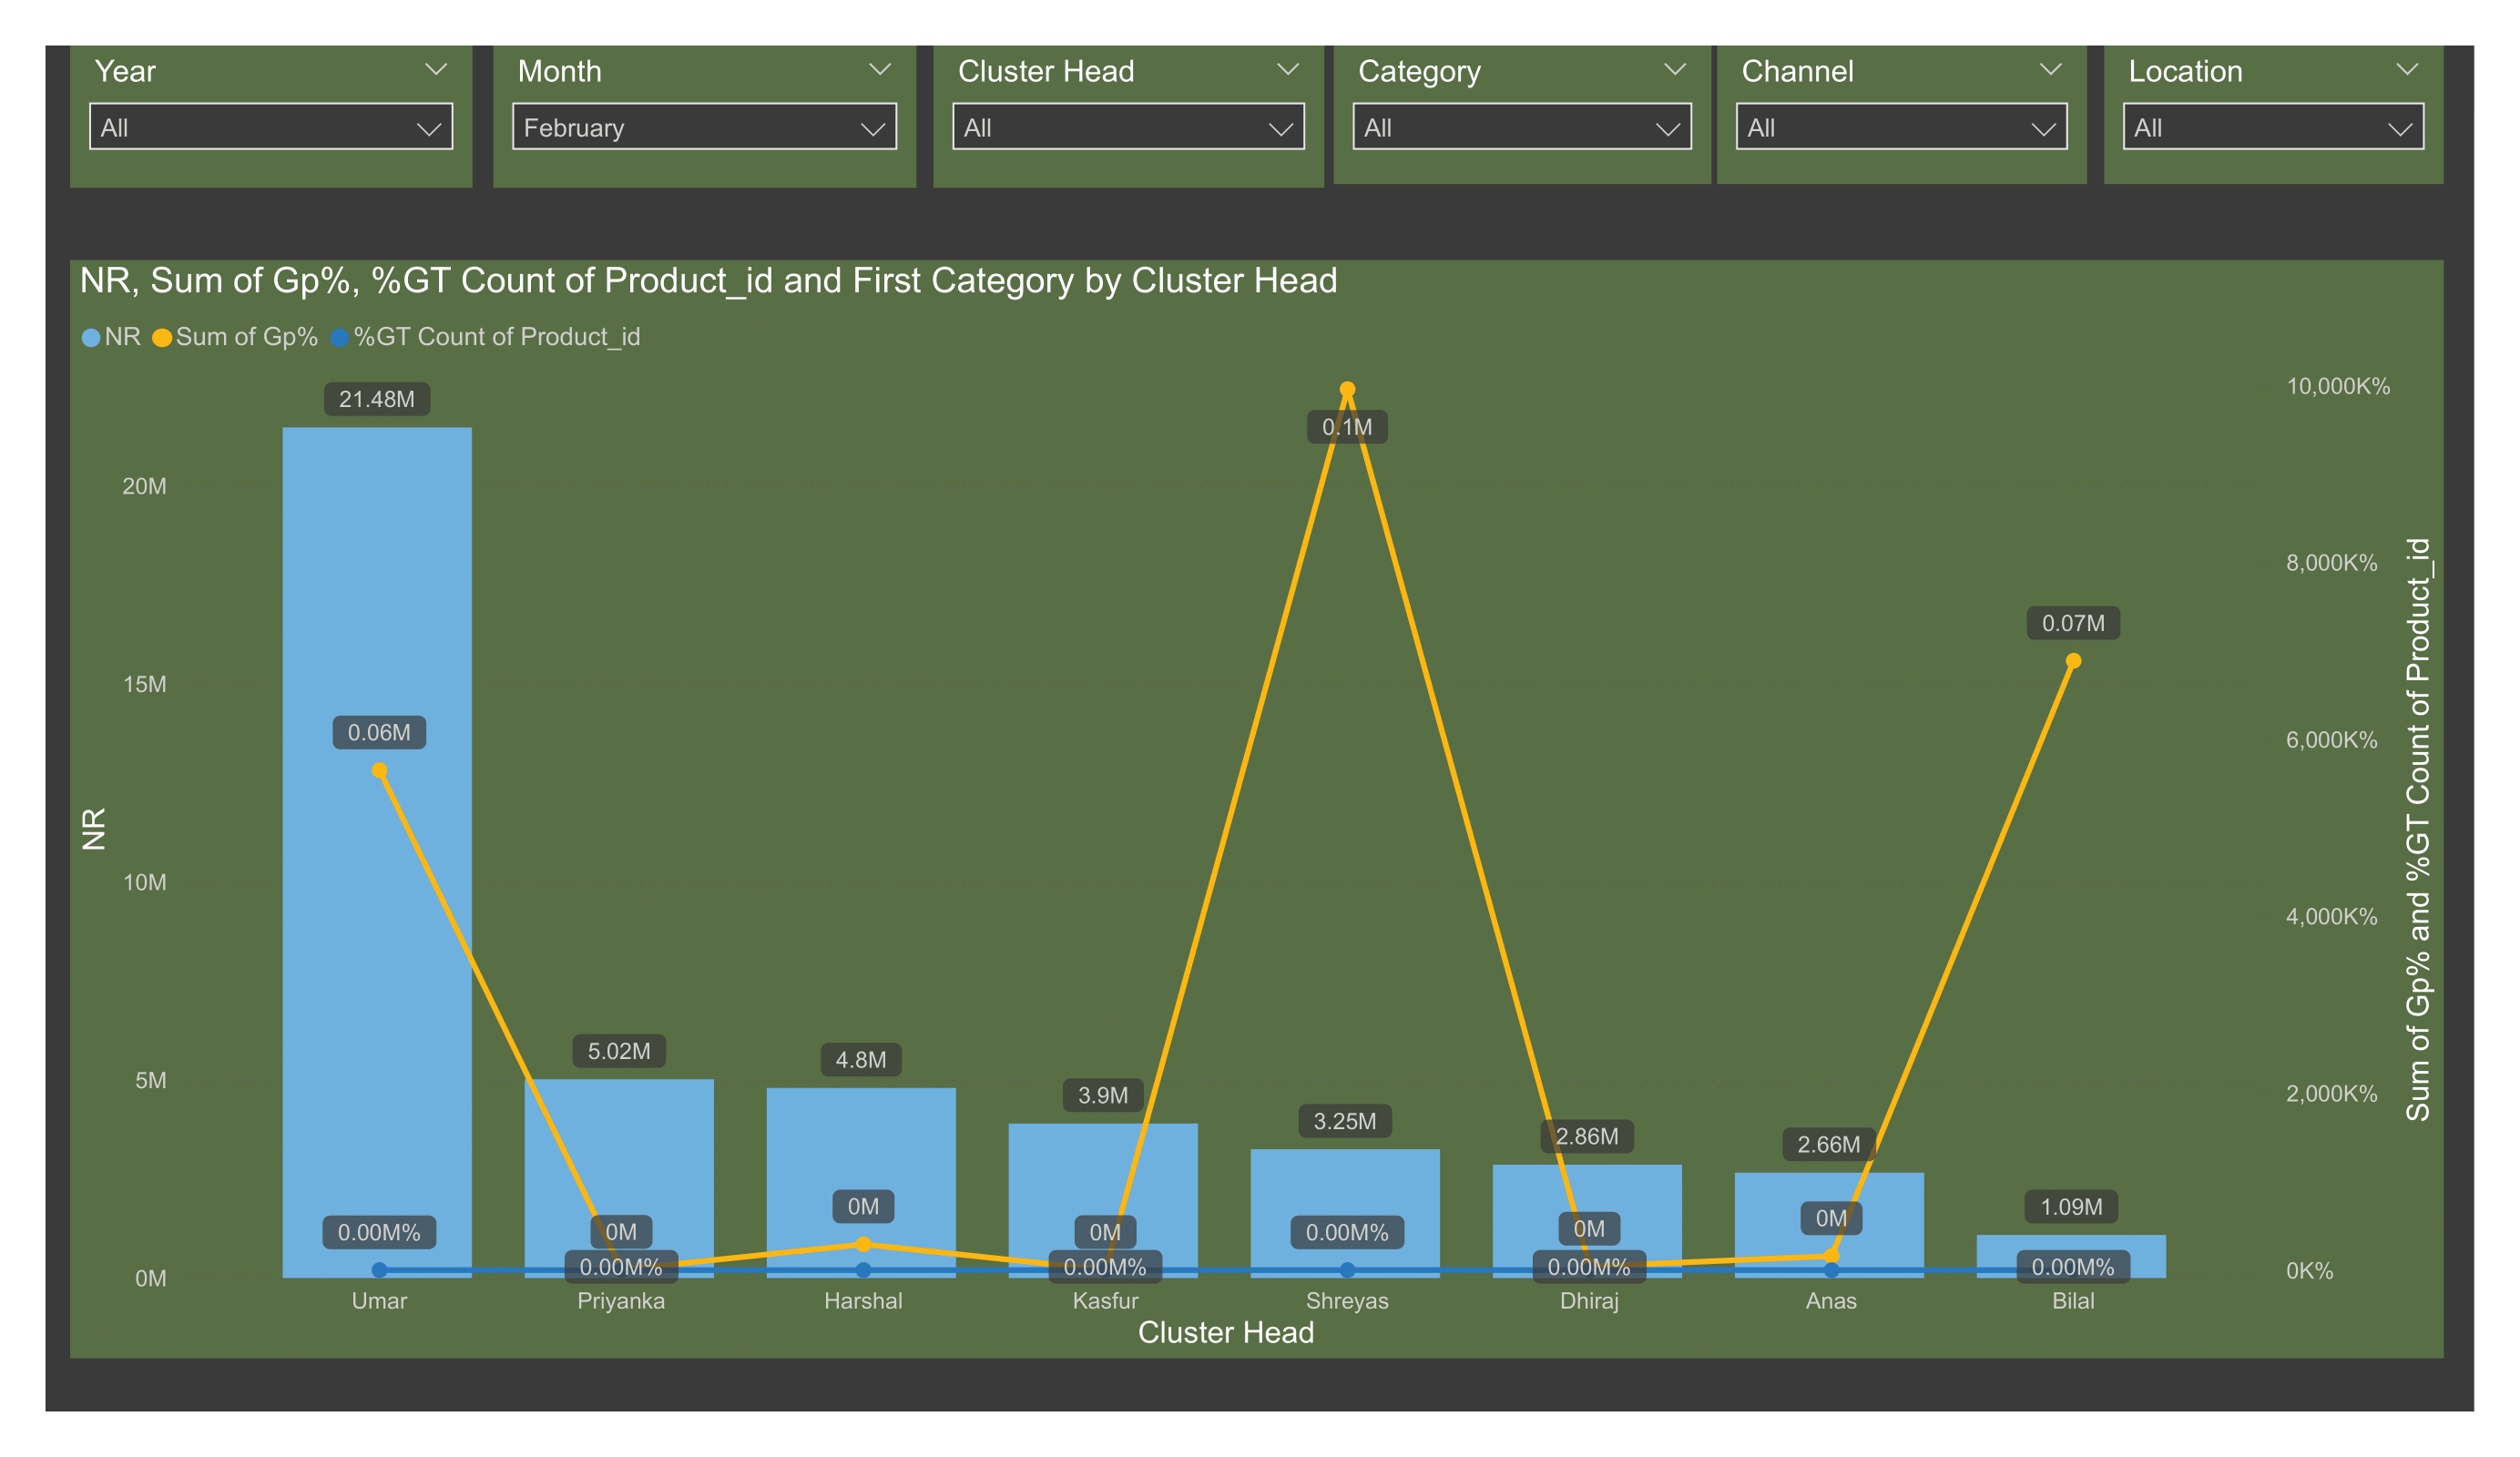 Year
Month
Cluster Head
Category
Channel
Location
All
February
All
All
All
All
NR, Sum of Gp%, %GT Count of Product_id and First Category by Cluster Head
NR
Sum of Gp%
%GT Count of Product_id
NR
20M
15M
10M
5M
0M
21.48M
0.06M
0.00M%
5.02M
0M
0.00M%
4.8M
0M
3.9M
0M
0.00M%
0.1M
3.25M
0.00M%
2.86M
0M
0.00M%
2.66M
0M
0.07M
1.09M
0.00M%
Umar
Priyanka
Harshal
Kasfur
Shreyas
Dhiraj
Anas
Bilal
Cluster Head
10,000K%
8,000K%
6,000K%
4,000K%
2,000K%
0K%
Sum of Gp% and %GT Count of Product_id